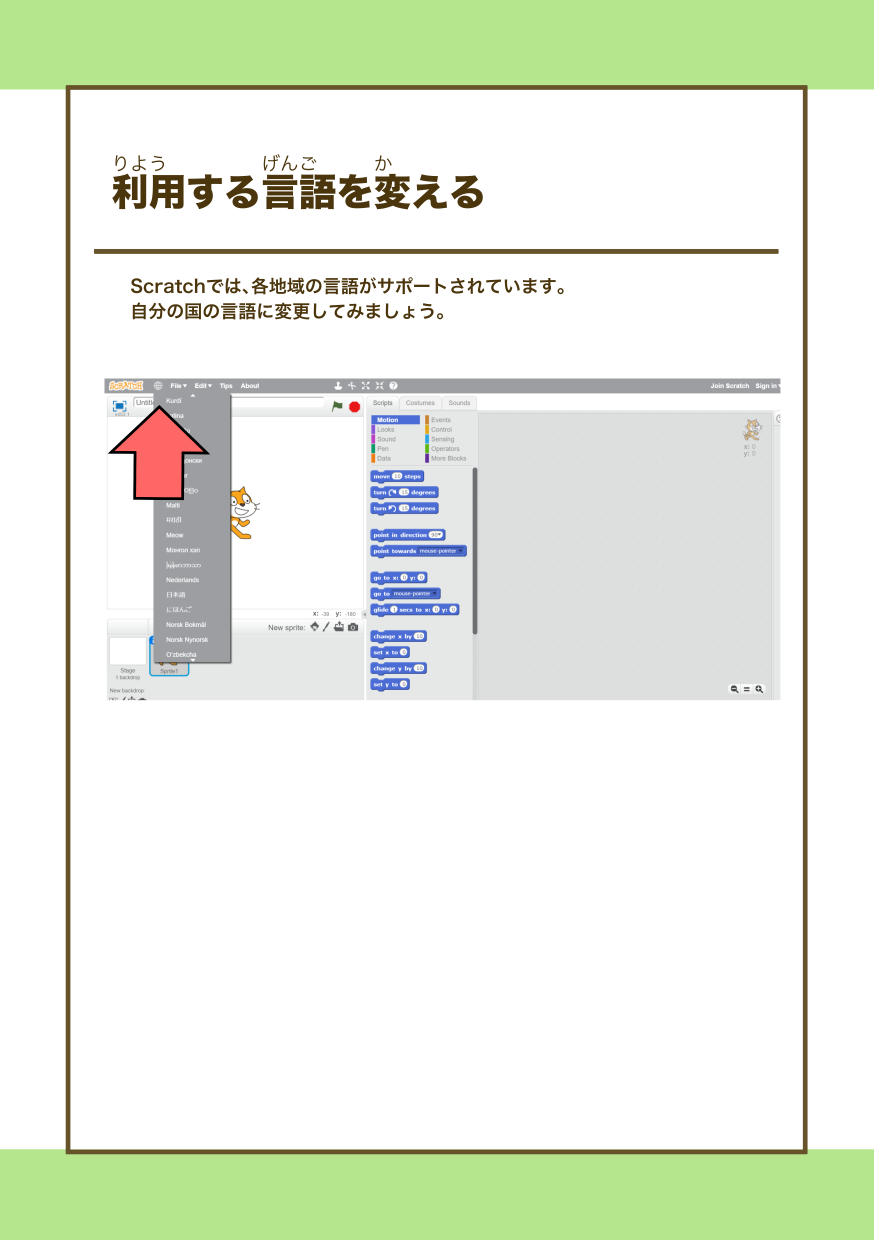 りよう げんご か
利用する言語を変える
Scratchでは、各地域の言語がサポートされています。
自分の国の言語に変更してみましょう。
SCRATCH File Edit Tips About Join Scratch Sign in
Scripts Costumes Sounds
Kurdî
Motion Events
Looks Control
Sound Sensing
Pen Operators
Data More Blocks
x: 0
y: 0
move 10 steps
turn 15 degrees
turn 15 degrees
Malti
मराठी
Meow
Монгол хэл
Nederlands
日本語
にほんご
Norsk Bokmål
Norsk Nynorsk
O'zbekcha
point in direction 90
point towards mouse-pointer
go to x: 0 y: 0
go to mouse-pointer
glide 1 secs to x: 0 y: 0
change x by 10
set x to 0
change y by 10
set y to 0
x: -39 y: -180
New sprite:
Stage
1 backdrop
Sprite1
New backdrop